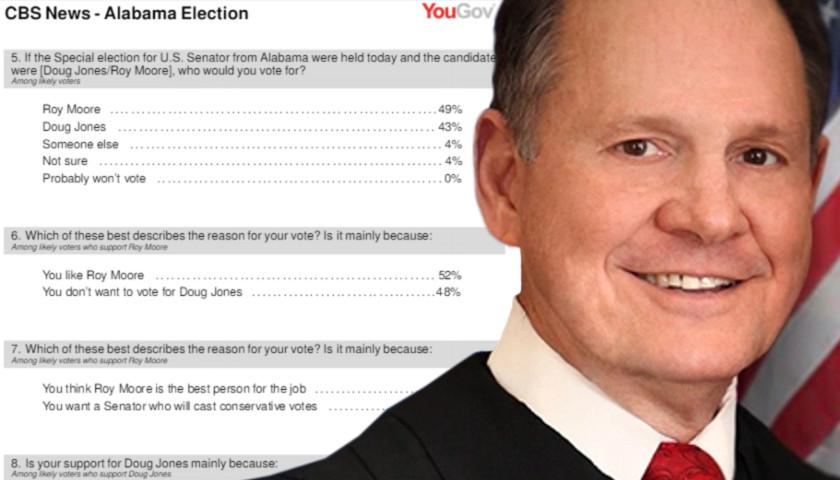 CBS News - Alabama Election
YouGov
5. If the Special election for U.S. Senator from Alabama were held today and the candidate
were [Doug Jones/Roy Moore], who would you vote for?
Among likely voters
Roy Moore ........ 49%
Doug Jones ........ 43%
Someone else ........ 4%
Not sure ........ 4%
Probably won't vote ........ 0%
6. Which of these best describes the reason for your vote? Is it mainly because:
Among likely voters who support Roy Moore
You like Roy Moore ........ 52%
You don't want to vote for Doug Jones ........ 48%
7. Which of these best describes the reason for your vote? Is it mainly because:
Among likely voters who support Roy Moore
You think Roy Moore is the best person for the job ........
You want a Senator who will cast conservative votes ........
8. Is your support for Doug Jones mainly because:
Among likely voters who support Doug Jones